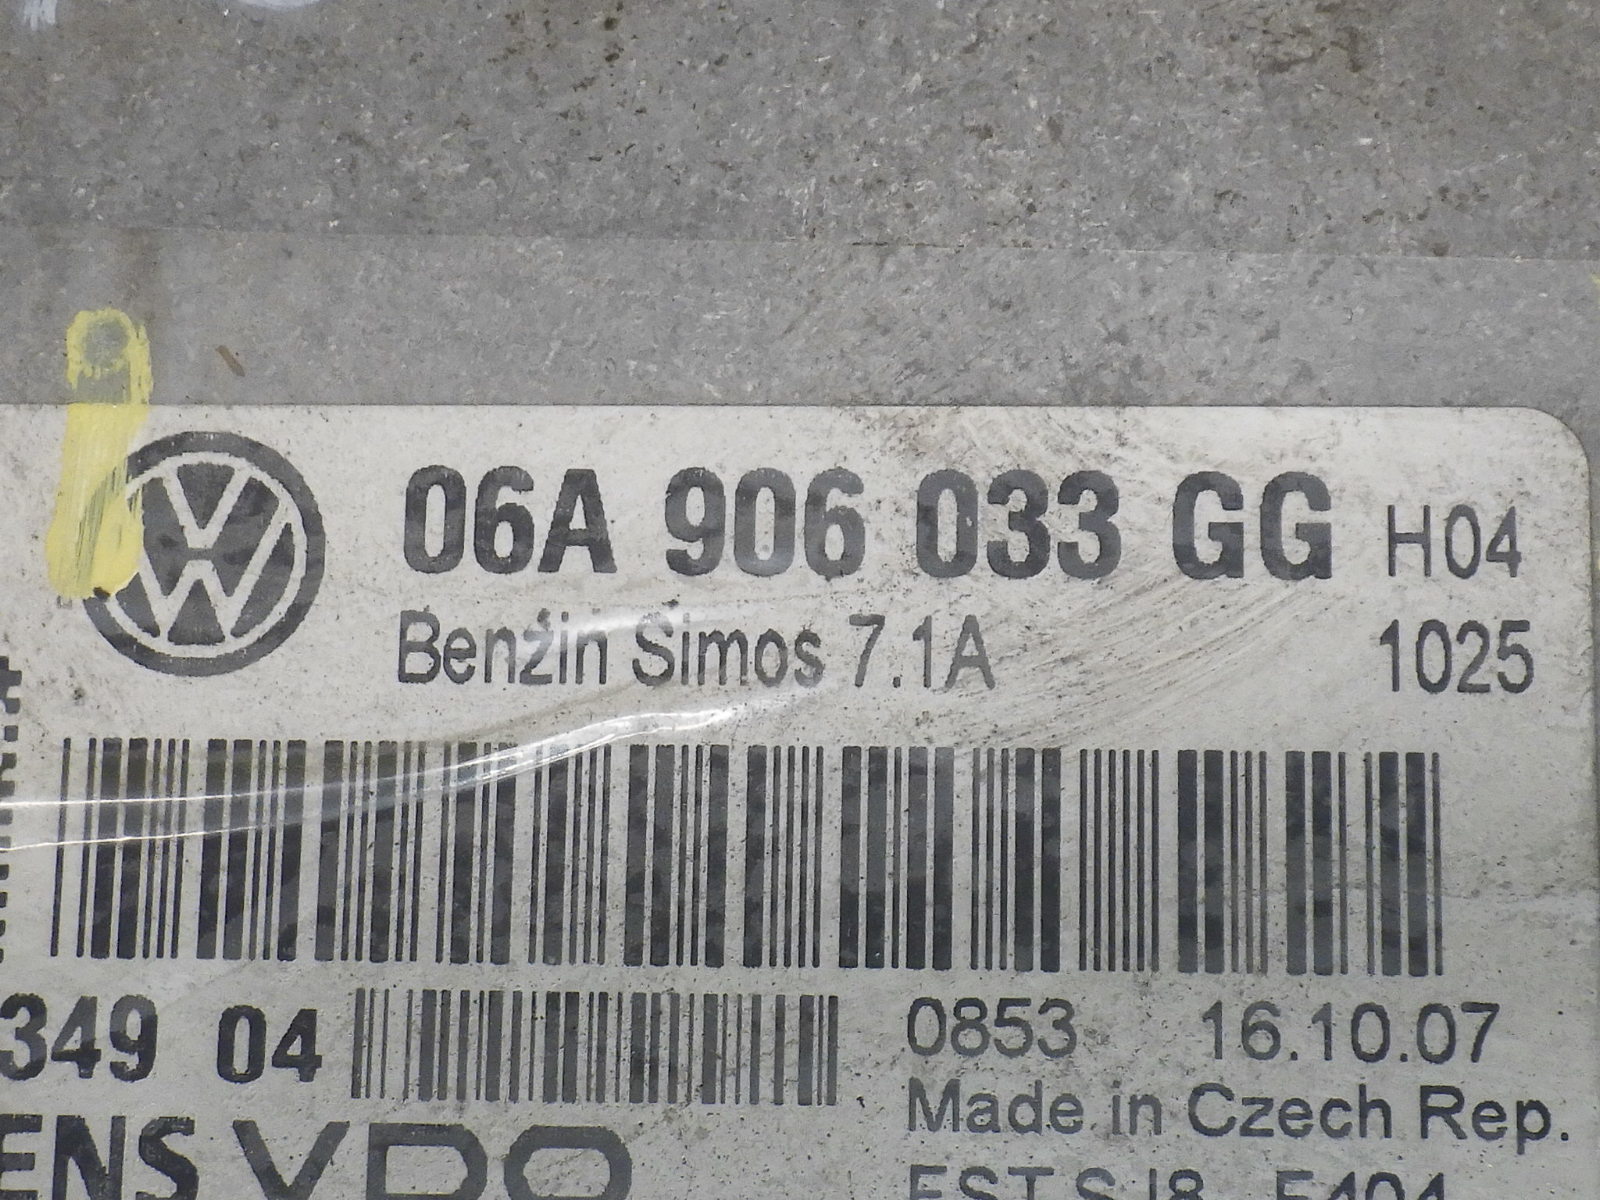 06A 906 033 GG H04
Benzin Simos 7.1A 1025
349 04
0853 16.10.07
Made in Czech Rep.
ENS VDO